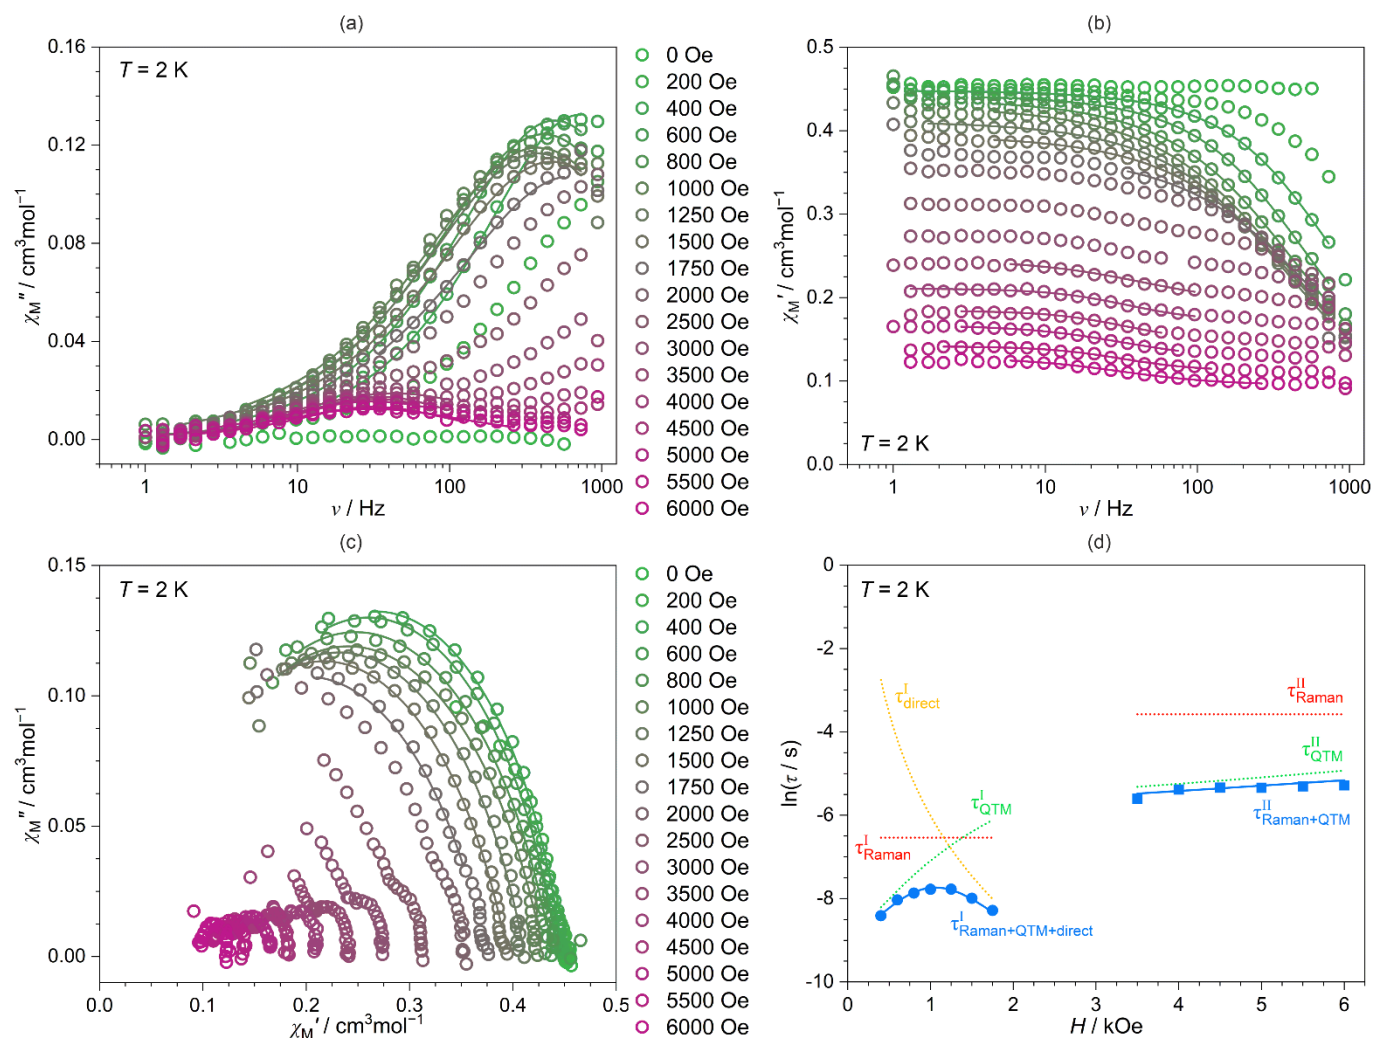 (a)
T = 2 K
χM″ / cm³mol⁻¹
0.16
0.12
0.08
0.04
0.00
1
10
100
1000
ν / Hz
0 Oe
200 Oe
400 Oe
600 Oe
800 Oe
1000 Oe
1250 Oe
1500 Oe
1750 Oe
2000 Oe
2500 Oe
3000 Oe
3500 Oe
4000 Oe
4500 Oe
5000 Oe
5500 Oe
6000 Oe
(b)
χM′ / cm³mol⁻¹
0.5
0.4
0.3
0.2
0.1
0.0
T = 2 K
1
10
100
1000
ν / Hz
(c)
T = 2 K
χM″ / cm³mol⁻¹
0.15
0.10
0.05
0.00
0.0
0.1
0.2
0.3
0.4
0.5
χM′ / cm³mol⁻¹
0 Oe
200 Oe
400 Oe
600 Oe
800 Oe
1000 Oe
1250 Oe
1500 Oe
1750 Oe
2000 Oe
2500 Oe
3000 Oe
3500 Oe
4000 Oe
4500 Oe
5000 Oe
5500 Oe
6000 Oe
(d)
T = 2 K
ln(τ / s)
0
-2
-4
-6
-8
-10
τ^I_direct
τ^I_QTM
τ^I_Raman
τ^I_Raman+QTM+direct
τ^II_Raman
τ^II_QTM
τ^II_Raman+QTM
0
1
2
3
4
5
6
H / kOe